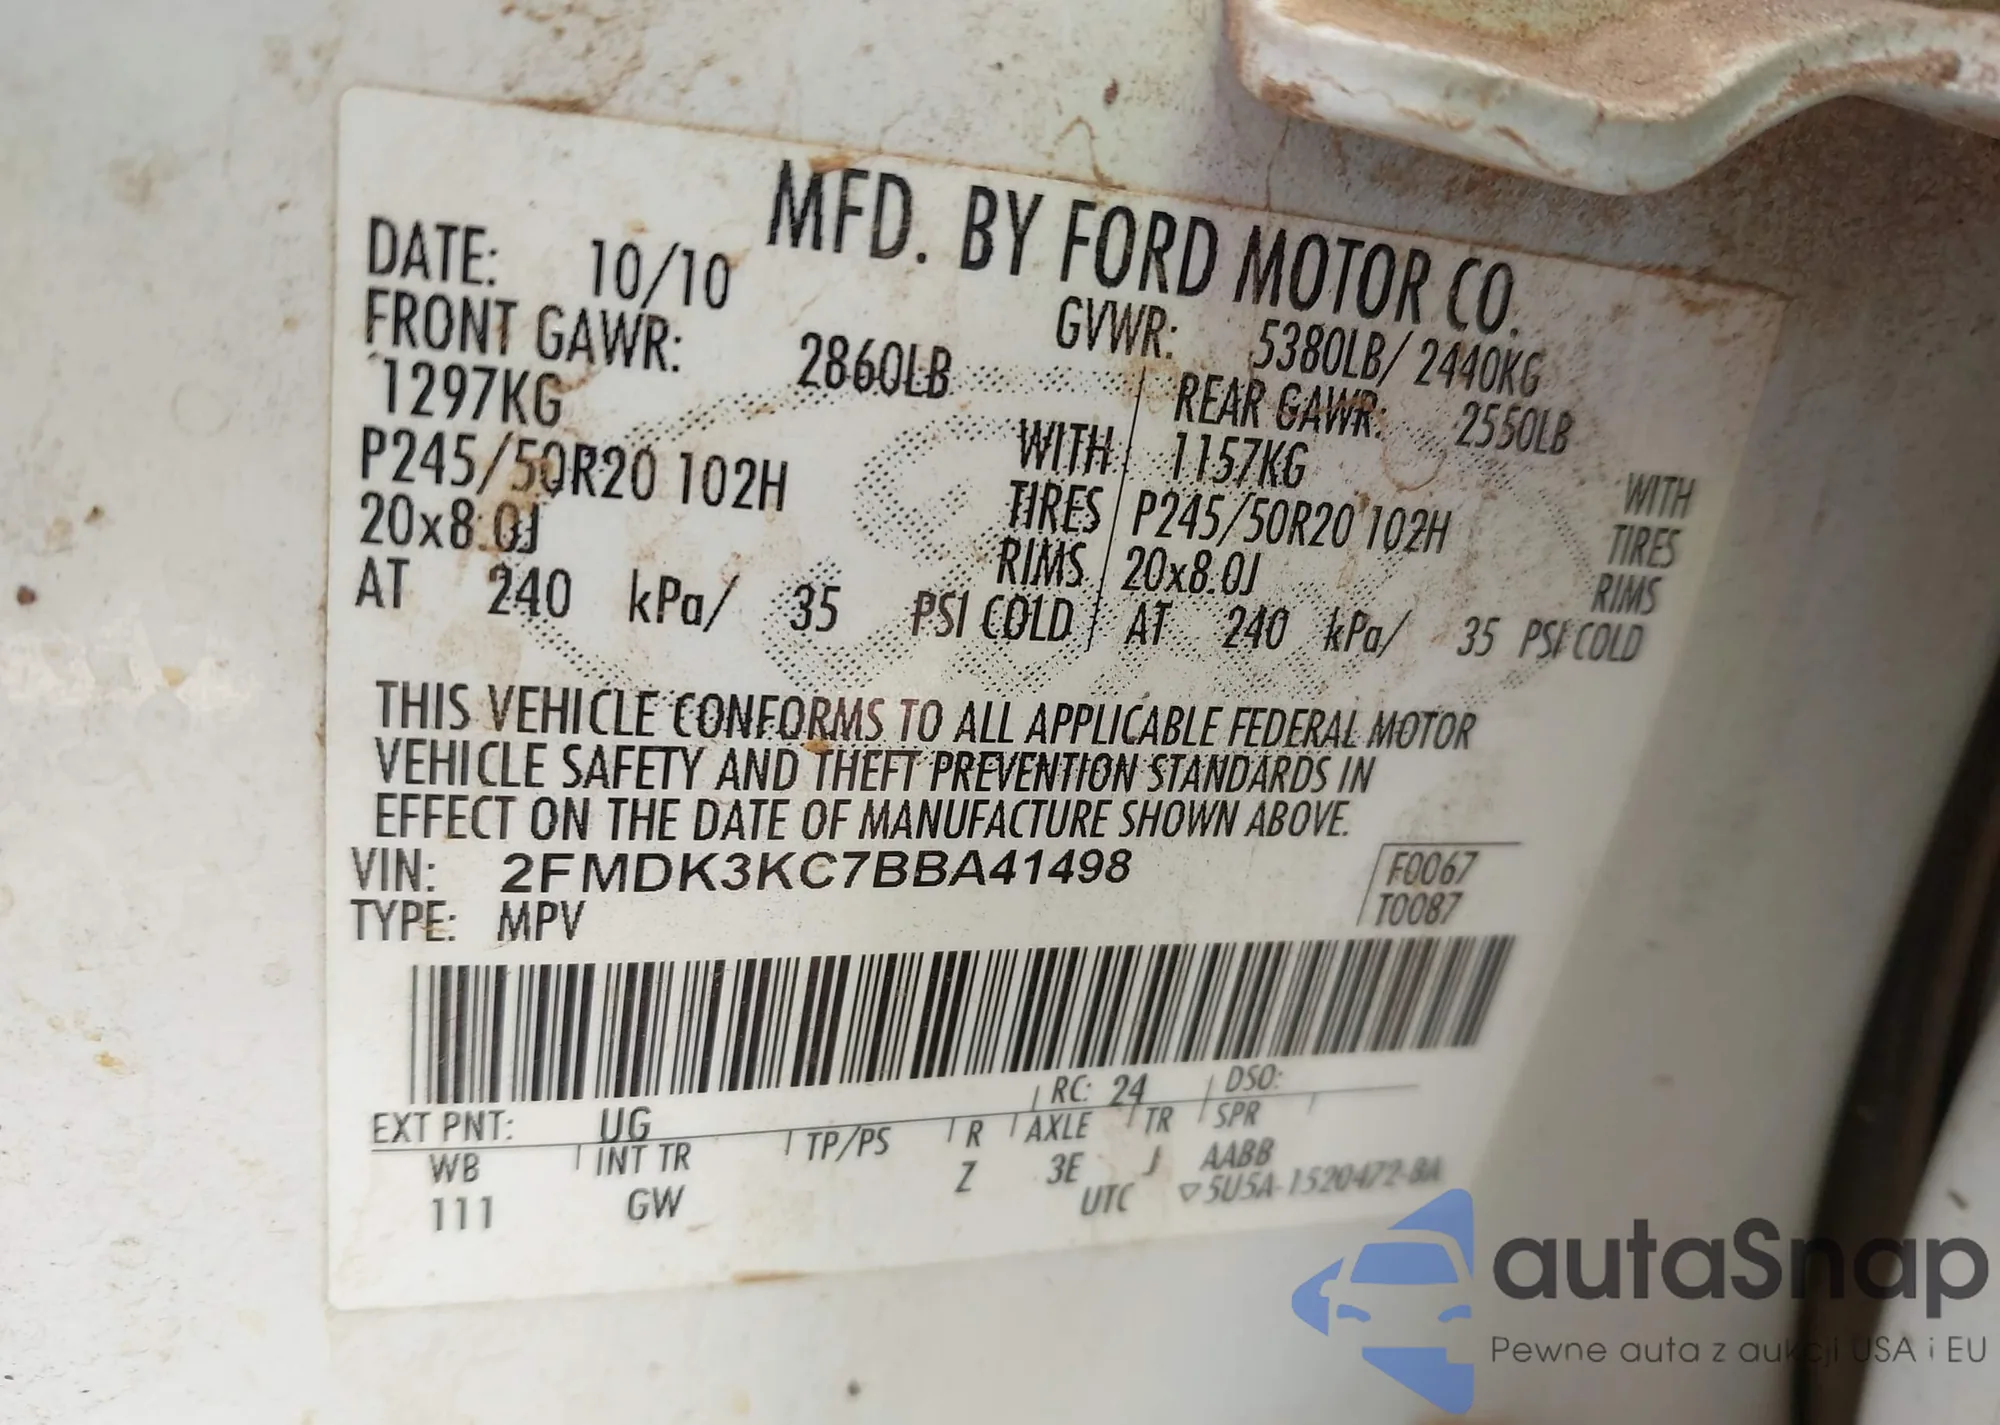 MFD. BY FORD MOTOR CO.
DATE: 10/10
GVWR: 5380LB/ 2440KG
FRONT GAWR: 2860LB
REAR GAWR: 2550LB
1297KG WITH
1157KG WITH
P245/50R20 102H TIRES
P245/50R20 102H TIRES
20x8.0J RIMS
20x8.0J RIMS
AT 240 kPa/ 35 PSI COLD
AT 240 kPa/ 35 PSI COLD
THIS VEHICLE CONFORMS TO ALL APPLICABLE FEDERAL MOTOR
VEHICLE SAFETY AND THEFT PREVENTION STANDARDS IN
EFFECT ON THE DATE OF MANUFACTURE SHOWN ABOVE.
VIN: 2FMDK3KC7BBA41498
F0067
TYPE: MPV
T0087
EXT PNT: UG
RC: 24 DSO:
WB INT TR TP/PS R AXLE TR SPR
111 GW Z 3E J AABB
UTC ▽5U5A-1520472-BA
autaSnap
Pewne auta z aukcji USA i EU